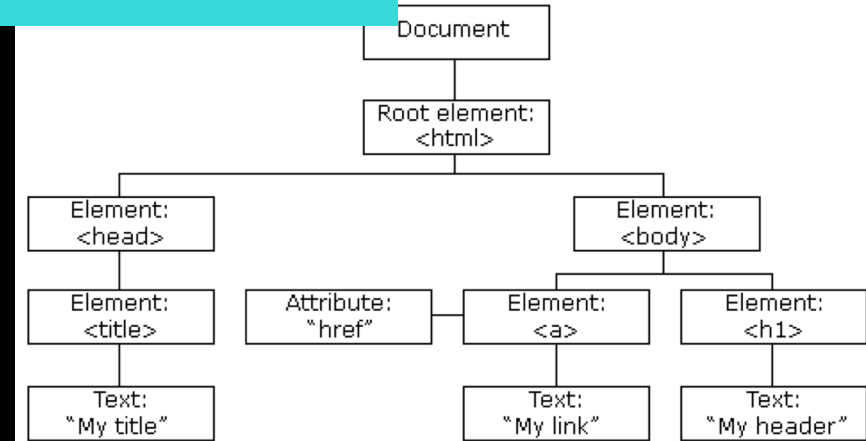 Document
Root element:
<html>
Element:
<head>
Element:
<body>
Element:
<title>
Attribute:
“href”
Element:
<a>
Element:
<h1>
Text:
“My title”
Text:
“My link”
Text:
“My header”